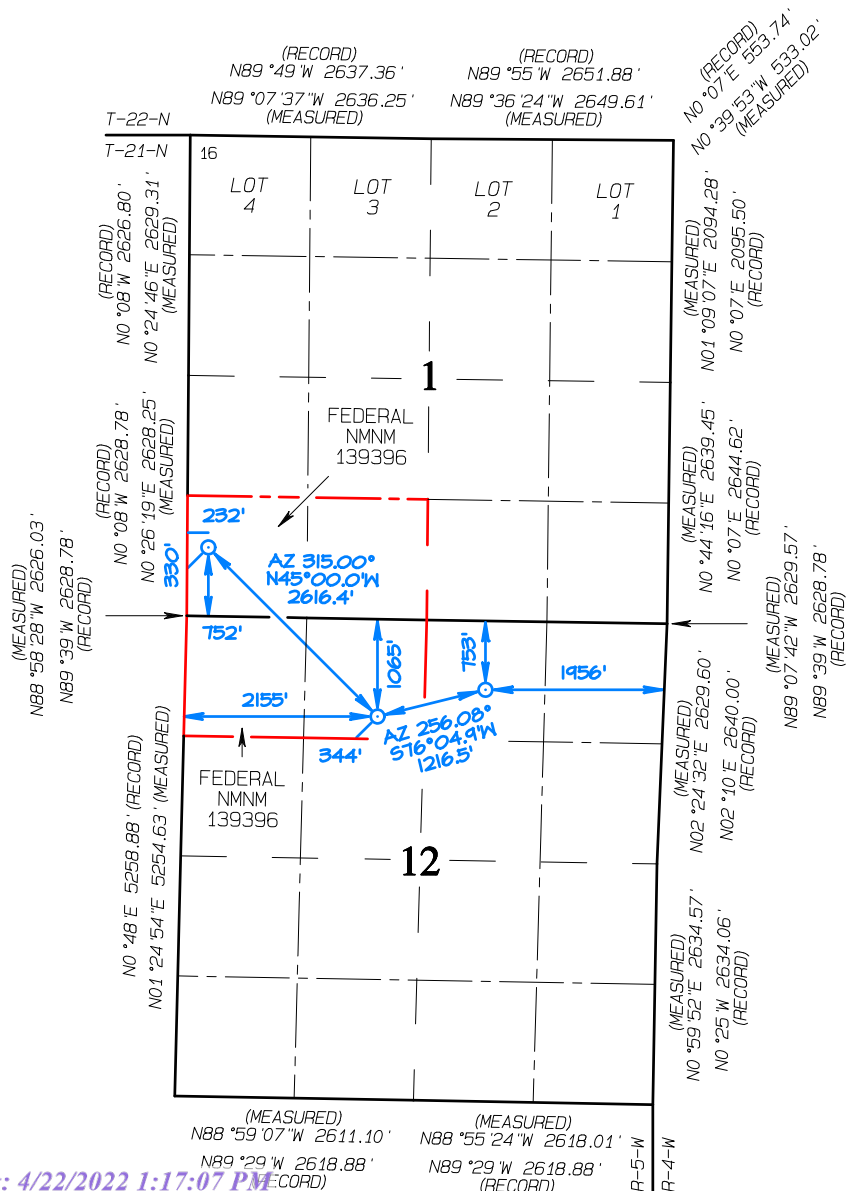 (RECORD)
N89°49'W 2637.36'
N89°07'37"W 2636.25'
(MEASURED)
(RECORD)
N89°55'W 2651.88'
N89°36'24"W 2649.61'
(MEASURED)
(RECORD)
N0°07'E 553.74'
N0°39'53"W 533.02'
(MEASURED)
T-22-N
T-21-N
16
LOT
4
LOT
3
LOT
2
LOT
1
(RECORD)
N0°08'W 2626.80'
N0°24'46"E 2629.31'
(MEASURED)
(MEASURED)
N01°09'07"E 2094.28'
N0°07'E 2095.50'
(RECORD)
1
FEDERAL
NMNM
139396
(RECORD)
N0°08'W 2628.78'
N0°26'19"E 2628.25'
(MEASURED)
(MEASURED)
N0°44'16"E 2639.45'
N0°07'E 2644.62'
(RECORD)
232'
330'
AZ 315.00°
N45°00.0'W
2616.4'
(MEASURED)
N88°58'28"W 2626.03'
N89°39'W 2628.78'
(RECORD)
(MEASURED)
N89°07'42"W 2629.57'
N89°39'W 2628.78'
(RECORD)
752'
1065'
753'
1956'
2155'
344'
AZ 256.08°
S76°04.9'W
1216.5'
FEDERAL
NMNM
139396
N0°48'E 5258.88' (RECORD)
N01°24'54"E 5254.63' (MEASURED)
(MEASURED)
N02°24'32"E 2629.60'
N02°10'E 2640.00'
(RECORD)
12
(MEASURED)
N0°59'52"E 2634.57'
N0°25'W 2634.06'
(RECORD)
(MEASURED)
N88°59'07"W 2611.10'
N89°29'W 2618.88'
(RECORD)
(MEASURED)
N88°55'24"W 2618.01'
N89°29'W 2618.88'
(RECORD)
R-5-W
R-4-W
: 4/22/2022 1:17:07 PM